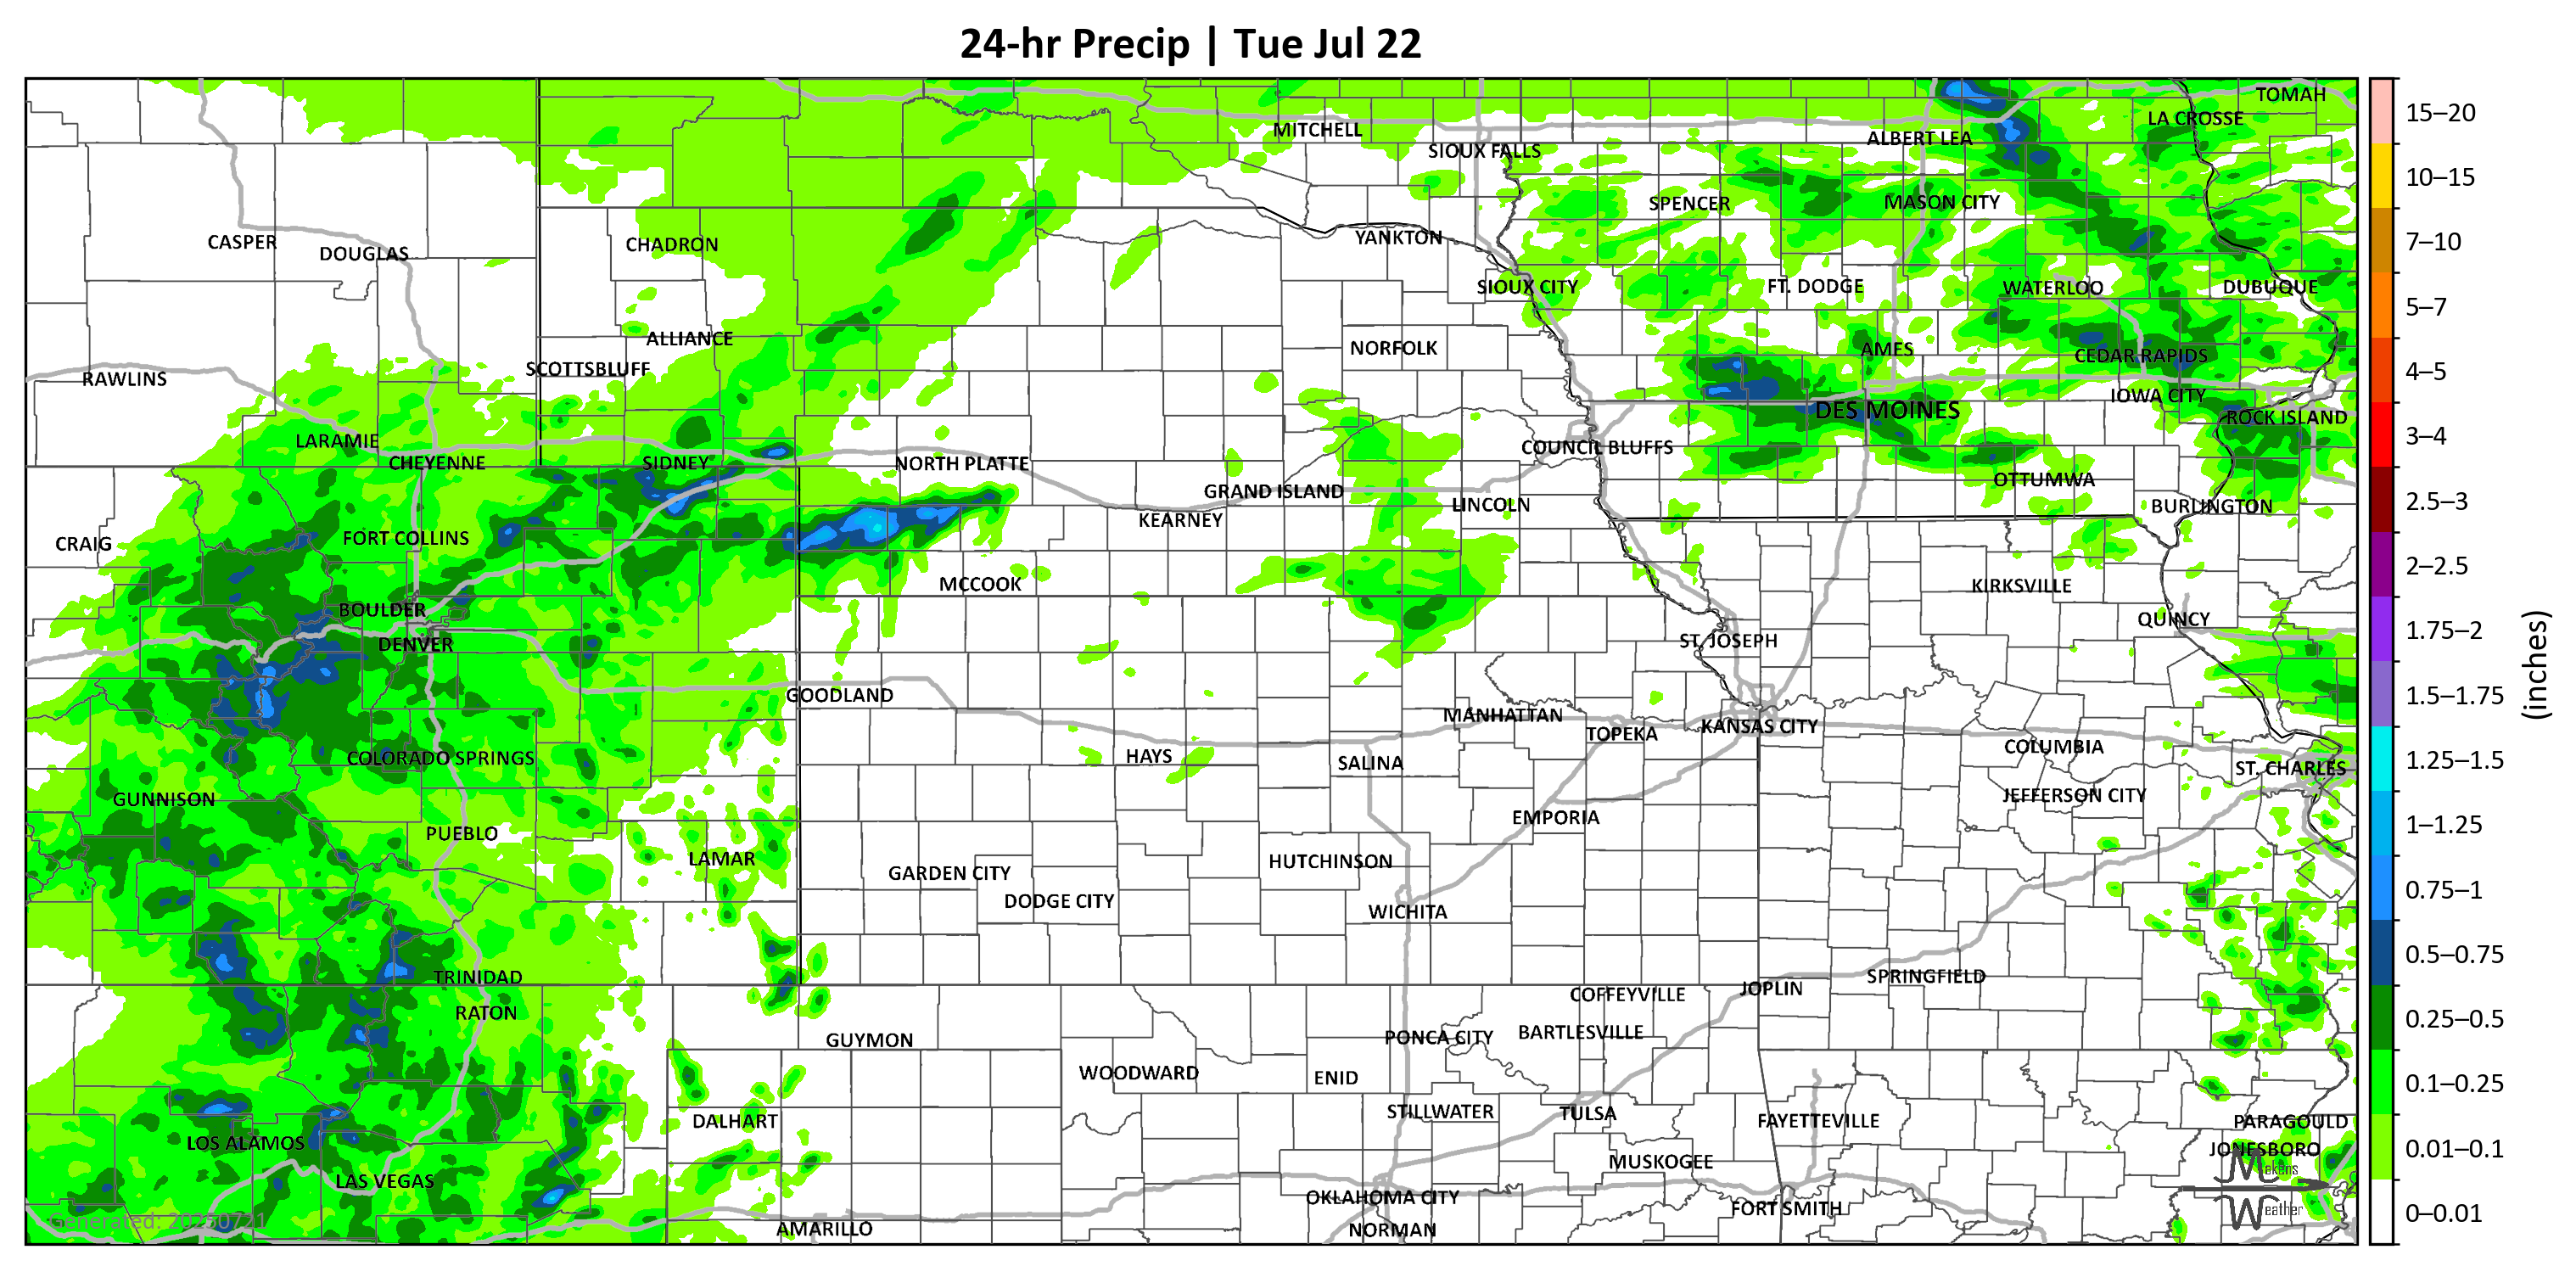 24-hr Precip | Tue Jul 22
TOMAH
LA CROSSE
MITCHELL
ALBERT LEA
SIOUX FALLS
SPENCER
MASON CITY
YANKTON
CASPER
CHADRON
DOUGLAS
SIOUX CITY
FT. DODGE
WATERLOO
DUBUQUE
ALLIANCE
NORFOLK
AMES
CEDAR RAPIDS
SCOTTSBLUFF
RAWLINS
IOWA CITY
DES MOINES
ROCK ISLAND
LARAMIE
COUNCIL BLUFFS
CHEYENNE
SIDNEY
NORTH PLATTE
OTTUMWA
GRAND ISLAND
LINCOLN
BURLINGTON
KEARNEY
FORT COLLINS
CRAIG
MCCOOK
KIRKSVILLE
BOULDER
QUINCY
DENVER
ST. JOSEPH
GOODLAND
MANHATTAN
TOPEKA
KANSAS CITY
COLUMBIA
COLORADO SPRINGS
HAYS
SALINA
ST. CHARLES
GUNNISON
JEFFERSON CITY
EMPORIA
PUEBLO
LAMAR
HUTCHINSON
GARDEN CITY
DODGE CITY
WICHITA
TRINIDAD
SPRINGFIELD
JOPLIN
COFFEYVILLE
RATON
GUYMON
PONCA CITY
BARTLESVILLE
WOODWARD
ENID
STILLWATER
TULSA
DALHART
FAYETTEVILLE
PARAGOULD
LOS ALAMOS
JONESBORO
MUSKOGEE
LAS VEGAS
OKLAHOMA CITY
FORT SMITH
AMARILLO
NORMAN
Generated: 20250721
Mekens
Weather
15–20
10–15
7–10
5–7
4–5
3–4
2.5–3
2–2.5
1.75–2
1.5–1.75
1.25–1.5
1–1.25
0.75–1
0.5–0.75
0.25–0.5
0.1–0.25
0.01–0.1
0–0.01
(inches)